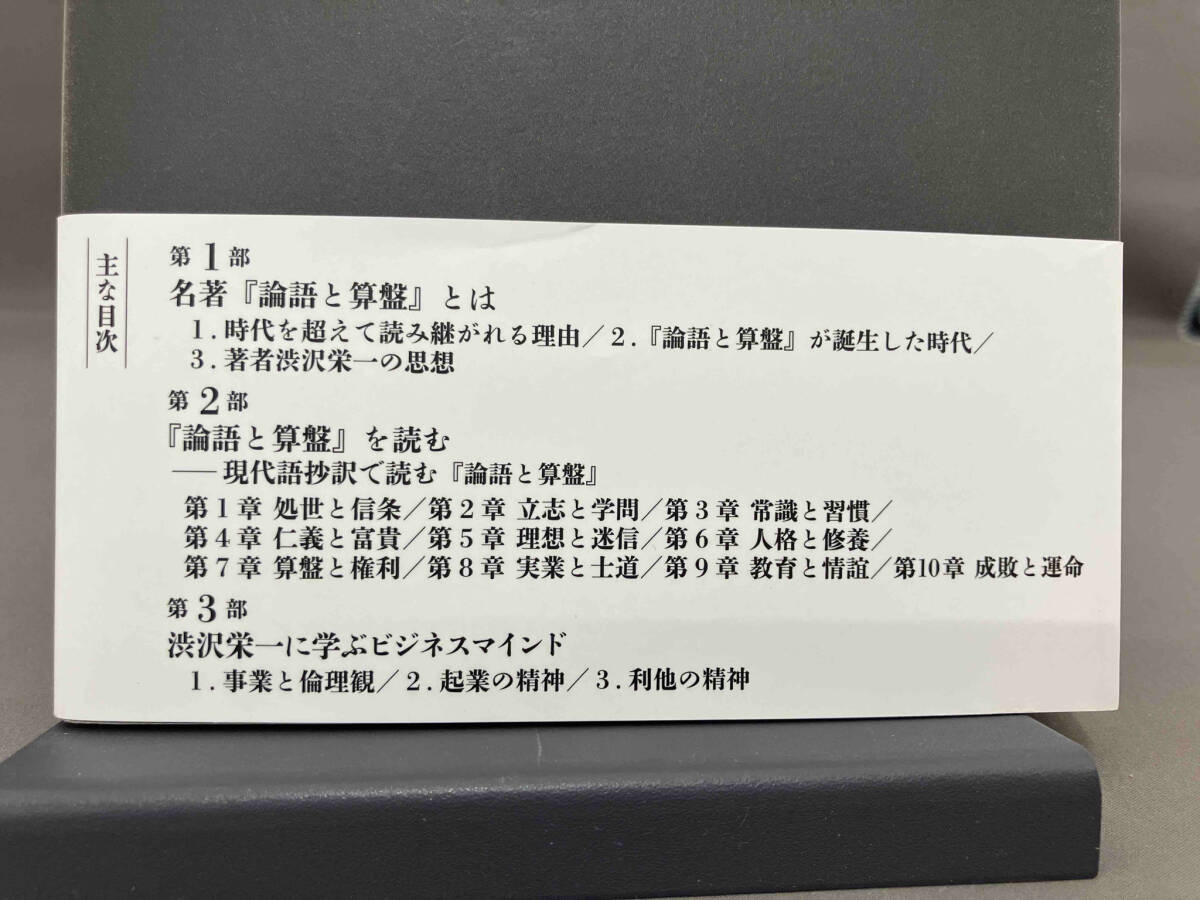 主な目次
第1部
名著『論語と算盤』とは
1.時代を超えて読み継がれる理由／2.『論語と算盤』が誕生した時代／
3.著者渋沢栄一の思想
第2部
『論語と算盤』を読む
──現代語抄訳で読む『論語と算盤』
第1章 処世と信条／第2章 立志と学問／第3章 常識と習慣／
第4章 仁義と富貴／第5章 理想と迷信／第6章 人格と修養／
第7章 算盤と権利／第8章 実業と士道／第9章 教育と情誼／第10章 成敗と運命
第3部
渋沢栄一に学ぶビジネスマインド
1.事業と倫理観／2.起業の精神／3.利他の精神